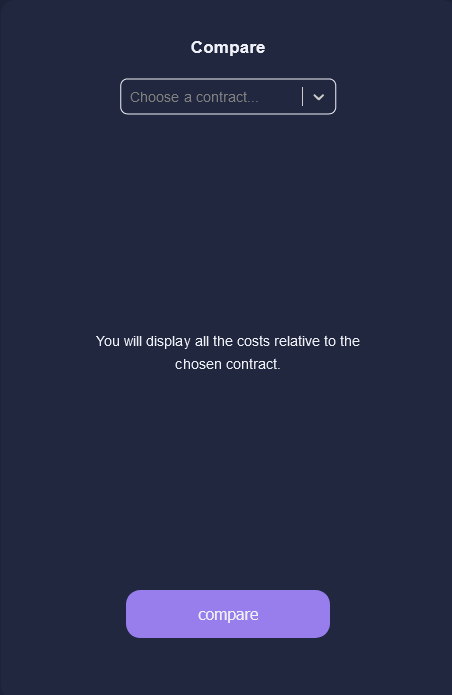 Compare
Choose a contract...
You will display all the costs relative to the
chosen contract.
compare